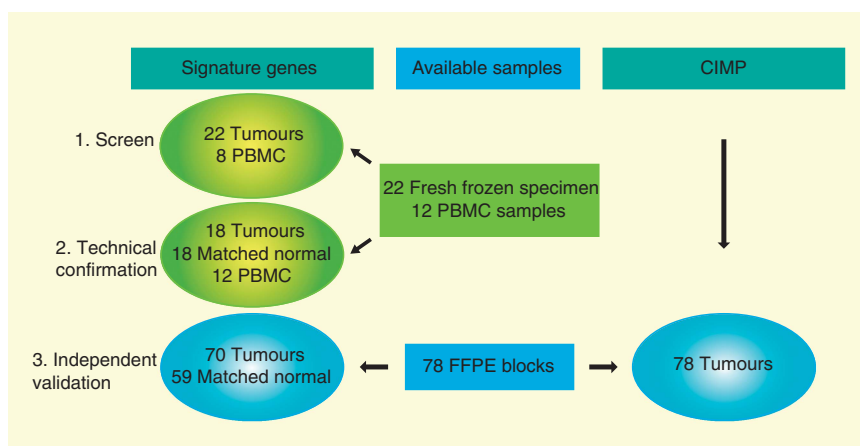 Signature genes
Available samples
CIMP
1. Screen
22 Tumours
8 PBMC
22 Fresh frozen specimen
12 PBMC samples
2. Technical
confirmation
18 Tumours
18 Matched normal
12 PBMC
3. Independent
validation
70 Tumours
59 Matched normal
78 FFPE blocks
78 Tumours